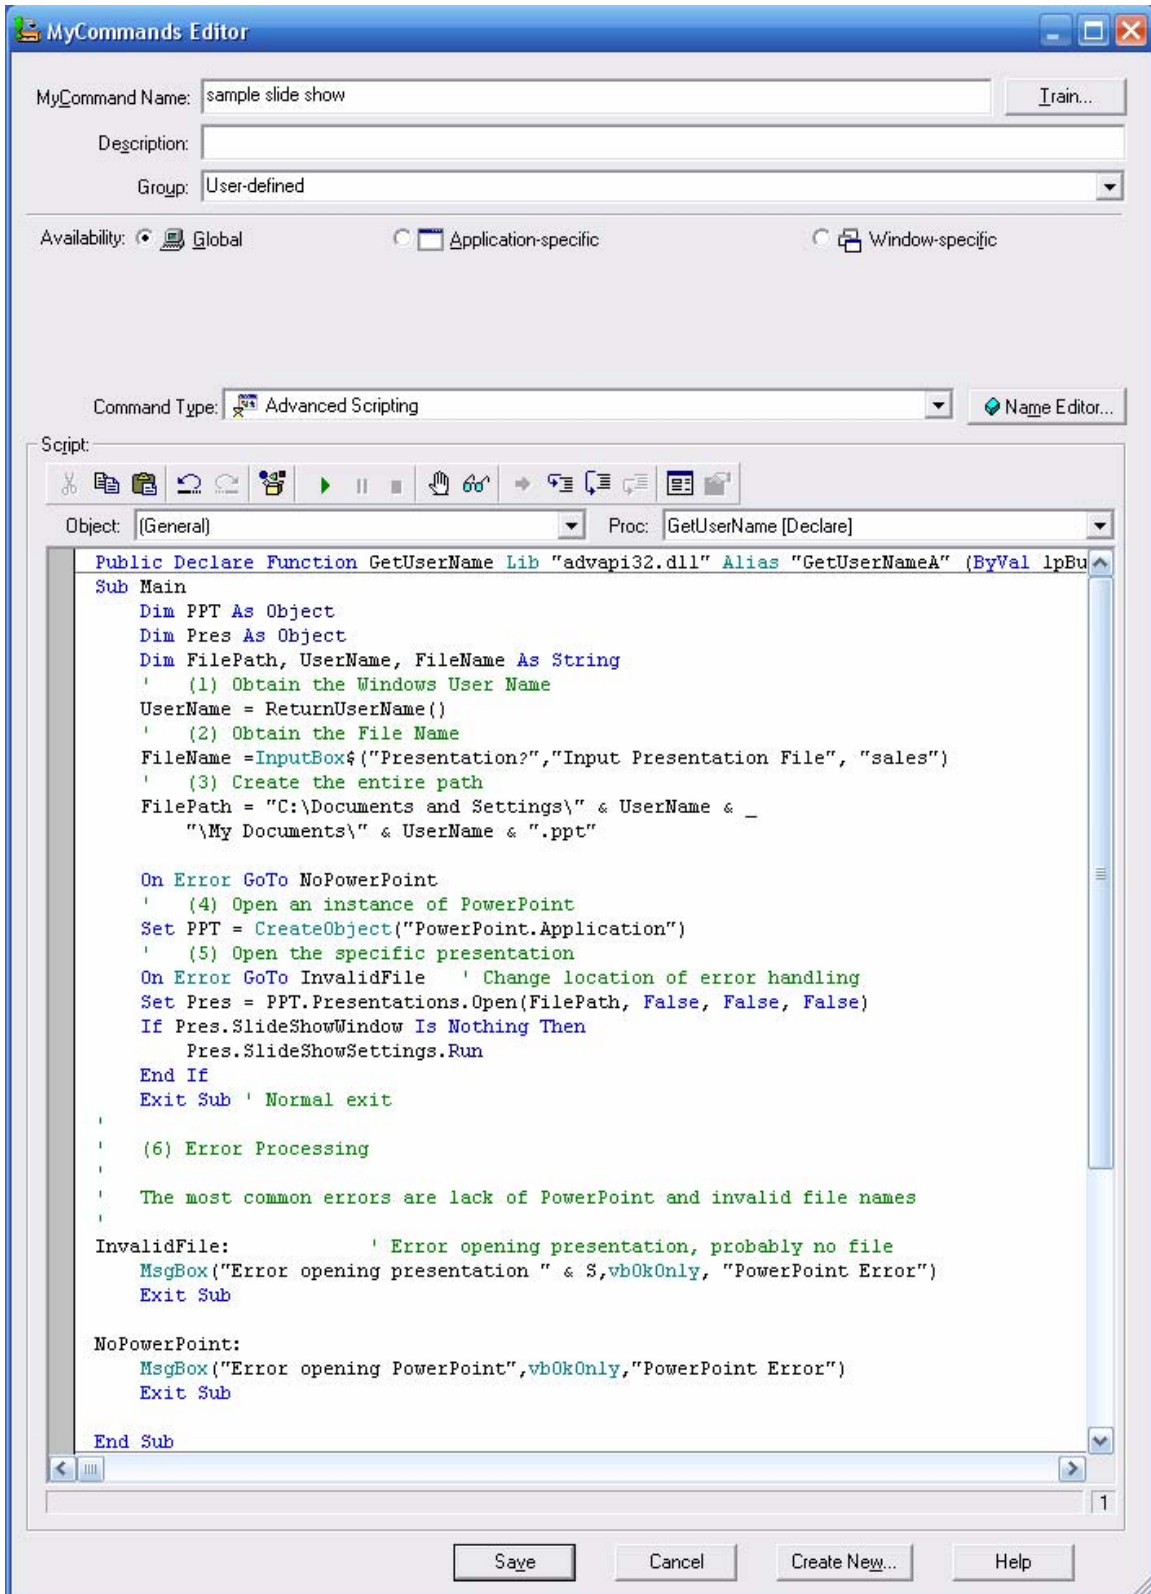 MyCommands Editor
MyCommand Name: sample slide show Train...
Description:
Group: User-defined
Availability: Global Application-specific Window-specific
Command Type: Advanced Scripting Name Editor...
Script:
Object: (General) Proc: GetUserName [Declare]
Public Declare Function GetUserName Lib "advapi32.dll" Alias "GetUserNameA" (ByVal lpBu
Sub Main
Dim PPT As Object
Dim Pres As Object
Dim FilePath, UserName, FileName As String
' (1) Obtain the Windows User Name
UserName = ReturnUserName()
' (2) Obtain the File Name
FileName =InputBox$("Presentation?","Input Presentation File", "sales")
' (3) Create the entire path
FilePath = "C:\Documents and Settings\" & UserName & _
"\My Documents\" & UserName & ".ppt"
On Error GoTo NoPowerPoint
' (4) Open an instance of PowerPoint
Set PPT = CreateObject("PowerPoint.Application")
' (5) Open the specific presentation
On Error GoTo InvalidFile ' Change location of error handling
Set Pres = PPT.Presentations.Open(FilePath, False, False, False)
If Pres.SlideShowWindow Is Nothing Then
Pres.SlideShowSettings.Run
End If
Exit Sub ' Normal exit
'
' (6) Error Processing
'
' The most common errors are lack of PowerPoint and invalid file names
'
InvalidFile: ' Error opening presentation, probably no file
MsgBox("Error opening presentation " & S,vbOkOnly, "PowerPoint Error")
Exit Sub
NoPowerPoint:
MsgBox("Error opening PowerPoint",vbOkOnly,"PowerPoint Error")
Exit Sub
End Sub
1
Save Cancel Create New... Help